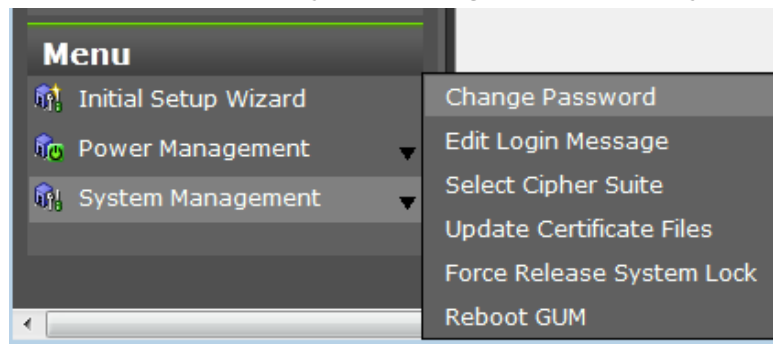 Menu
Initial Setup Wizard
Power Management
System Management
Change Password
Edit Login Message
Select Cipher Suite
Update Certificate Files
Force Release System Lock
Reboot GUM